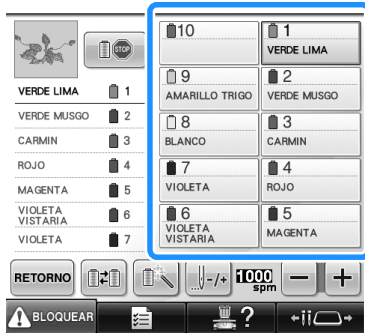 STOP
VERDE LIMA 1
VERDE MUSGO 2
CARMIN 3
ROJO 4
MAGENTA 5
VIOLETA
VISTARIA 6
VIOLETA 7
10
1
VERDE LIMA
9
AMARILLO TRIGO
2
VERDE MUSGO
8
BLANCO
3
CARMIN
7
VIOLETA
4
ROJO
6
VIOLETA
VISTARIA
5
MAGENTA
RETORNO
-/+
1000
spm
- +
BLOQUEAR
?